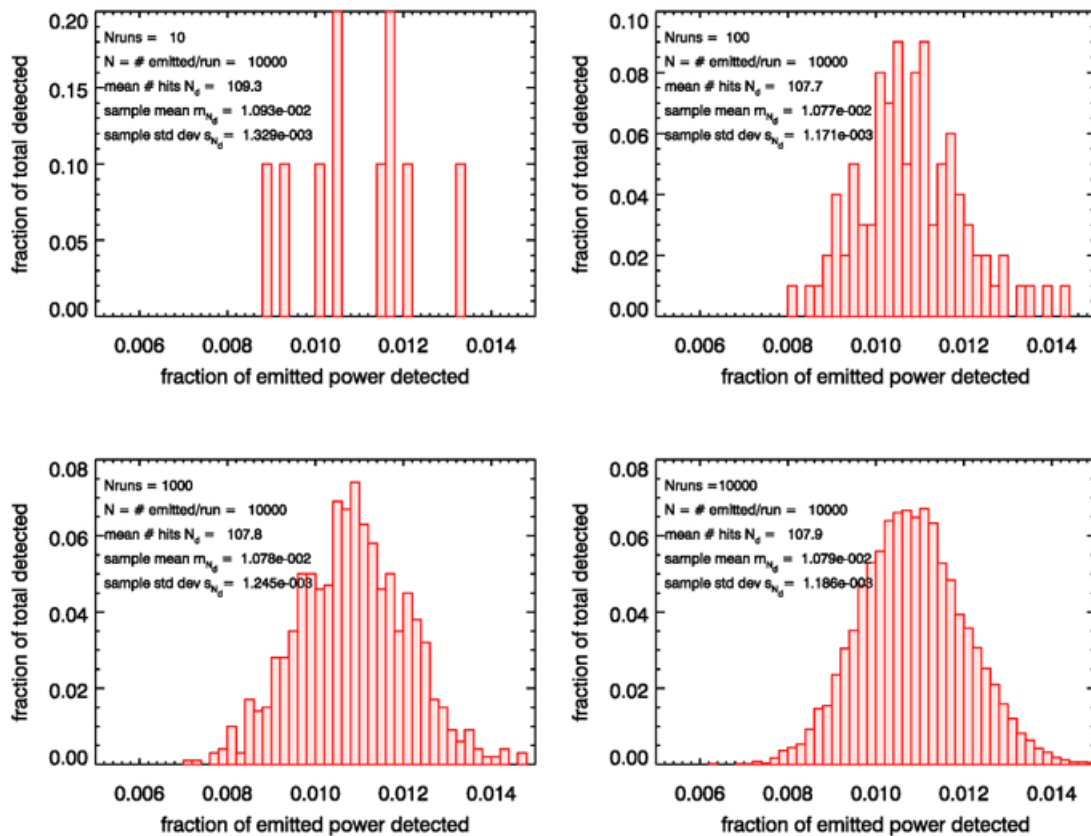 fraction of total detected
0.20
0.15
0.10
0.05
0.00
Nruns = 10
N = # emitted/run = 10000
mean # hits N_d = 109.3
sample mean m_N_d = 1.093e-002
sample std dev s_N_d = 1.329e-003
0.006 0.008 0.010 0.012 0.014
fraction of emitted power detected
fraction of total detected
0.10
0.08
0.06
0.04
0.02
0.00
Nruns = 100
N = # emitted/run = 10000
mean # hits N_d = 107.7
sample mean m_N_d = 1.077e-002
sample std dev s_N_d = 1.171e-003
0.006 0.008 0.010 0.012 0.014
fraction of emitted power detected
fraction of total detected
0.08
0.06
0.04
0.02
0.00
Nruns = 1000
N = # emitted/run = 10000
mean # hits N_d = 107.8
sample mean m_N_d = 1.078e-002
sample std dev s_N_d = 1.245e-003
0.006 0.008 0.010 0.012 0.014
fraction of emitted power detected
fraction of total detected
0.08
0.06
0.04
0.02
0.00
Nruns =10000
N = # emitted/run = 10000
mean # hits N_d = 107.9
sample mean m_N_d = 1.079e-002
sample std dev s_N_d = 1.186e-003
0.006 0.008 0.010 0.012 0.014
fraction of emitted power detected